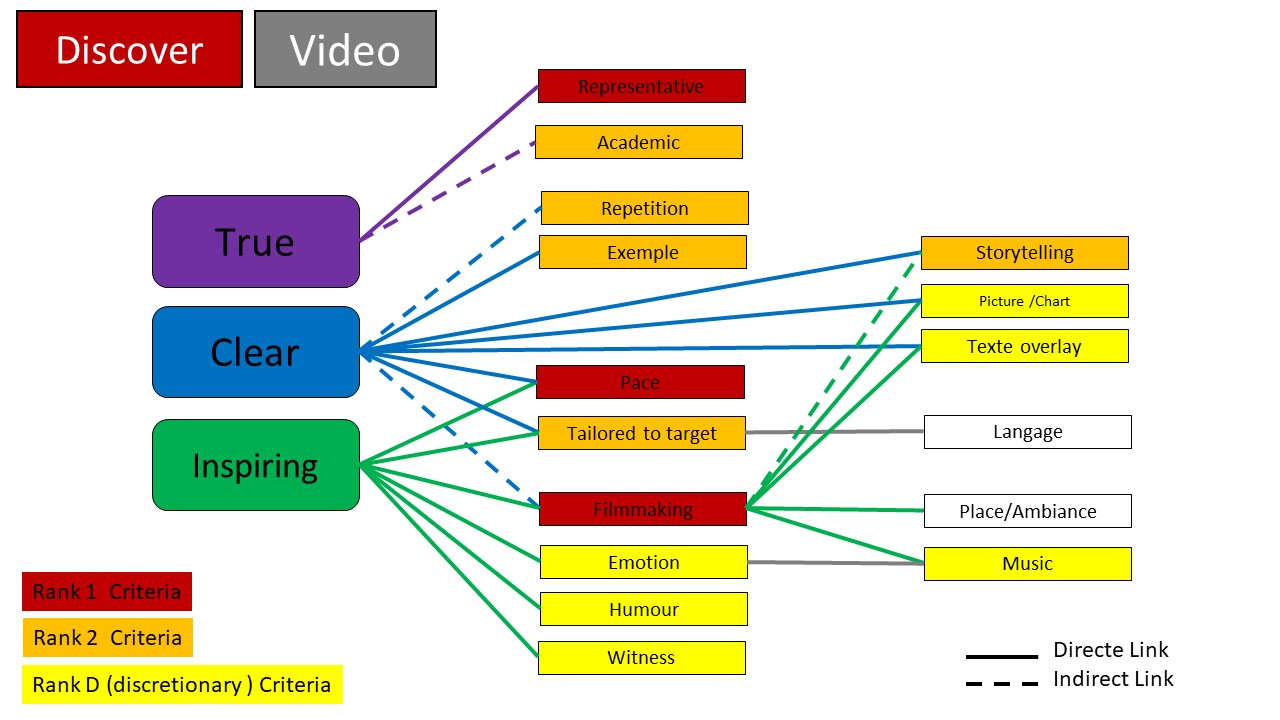 Discover
Video
Representative
Academic
Repetition
True
Exemple
Storytelling
Picture /Chart
Clear
Texte overlay
Pace
Tailored to target
Langage
Inspiring
Filmmaking
Place/Ambiance
Emotion
Music
Humour
Witness
Rank 1  Criteria
Rank 2  Criteria
Rank D (discretionary ) Criteria
Directe Link
Indirect Link